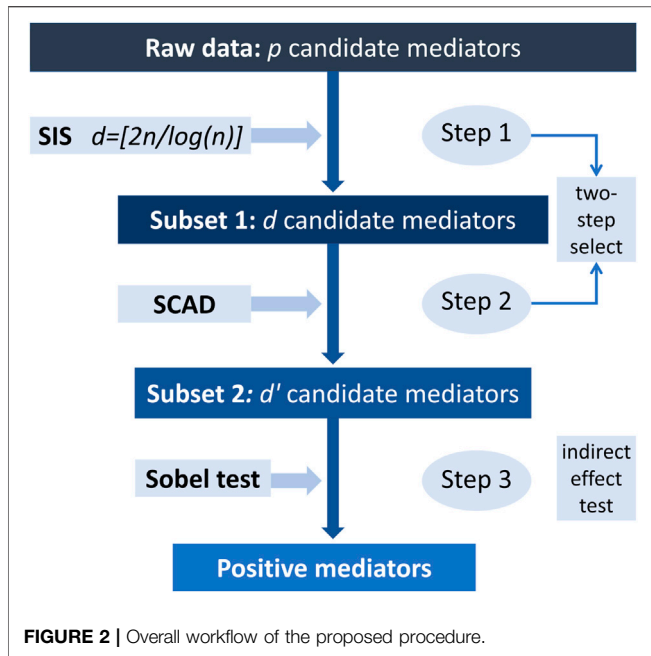 Raw data: p candidate mediators
SIS d=[2n/log(n)]
Step 1
two-
step
select
Subset 1: d candidate mediators
SCAD
Step 2
Subset 2: d' candidate mediators
Sobel test
Step 3
indirect
effect
test
Positive mediators
FIGURE 2 | Overall workflow of the proposed procedure.